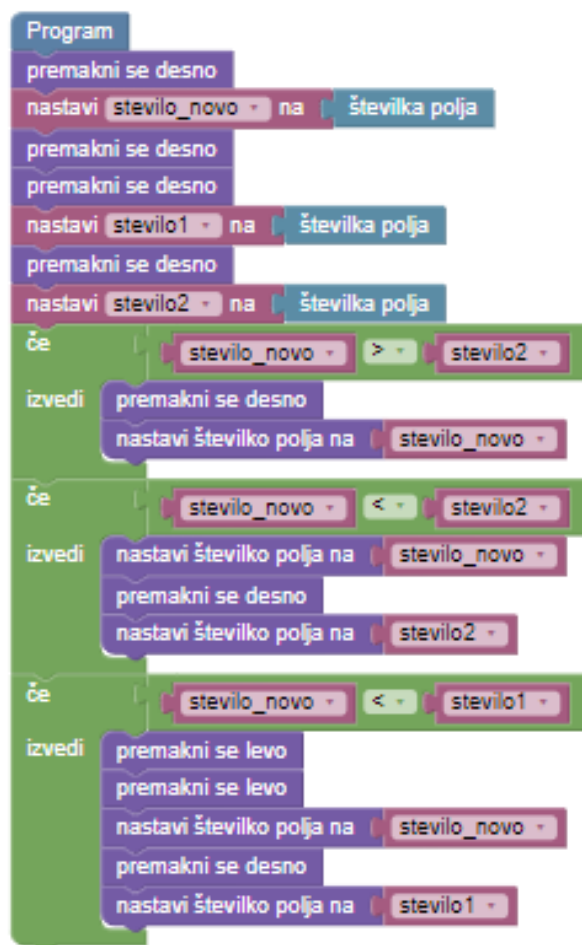 Program
premakni se desno
nastavi stevilo_novo na številka polja
premakni se desno
premakni se desno
nastavi stevilo1 na številka polja
premakni se desno
nastavi stevilo2 na številka polja
če stevilo_novo > stevilo2
izvedi premakni se desno
nastavi številko polja na stevilo_novo
če stevilo_novo < stevilo2
izvedi nastavi številko polja na stevilo_novo
premakni se desno
nastavi številko polja na stevilo2
če stevilo_novo < stevilo1
izvedi premakni se levo
premakni se levo
nastavi številko polja na stevilo_novo
premakni se desno
nastavi številko polja na stevilo1